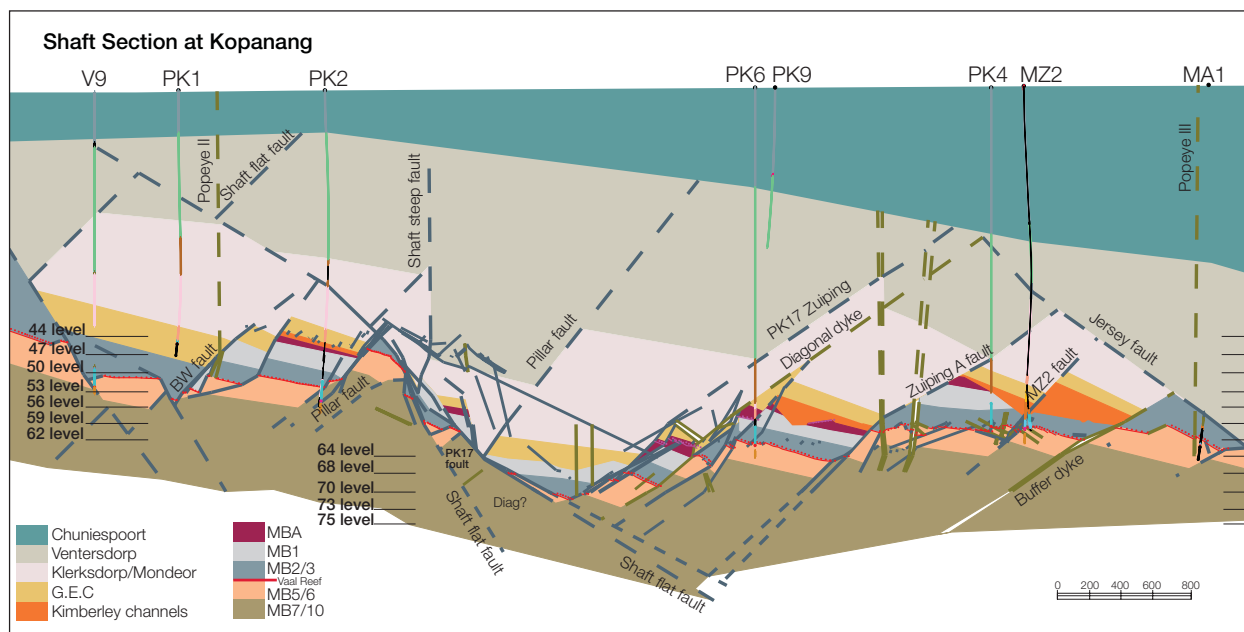 Shaft Section at Kopanang
V9 PK1 PK2 PK6 PK9 PK4 MZ2 MA1
Popeye II
Shaft flat fault
Shaft steep fault
Popeye III
Pillar fault
PK17 Zuiping
Diagonal dyke
Zuiping A fault
MZ2 fault
Jersey fault
BW fault
Pillar fault
44 level
47 level
50 level
53 level
56 level
59 level
62 level
64 level
68 level
70 level
73 level
75 level
PK17
foult
Diag?
Shaft flat fault
Shaft flat fault
Buffer dyke
Chuniespoort
Ventersdorp
Klerksdorp/Mondeor
G.E.C
Kimberley channels
MBA
MB1
MB2/3
Vaal Reef
MB5/6
MB7/10
0 200 400 600 800